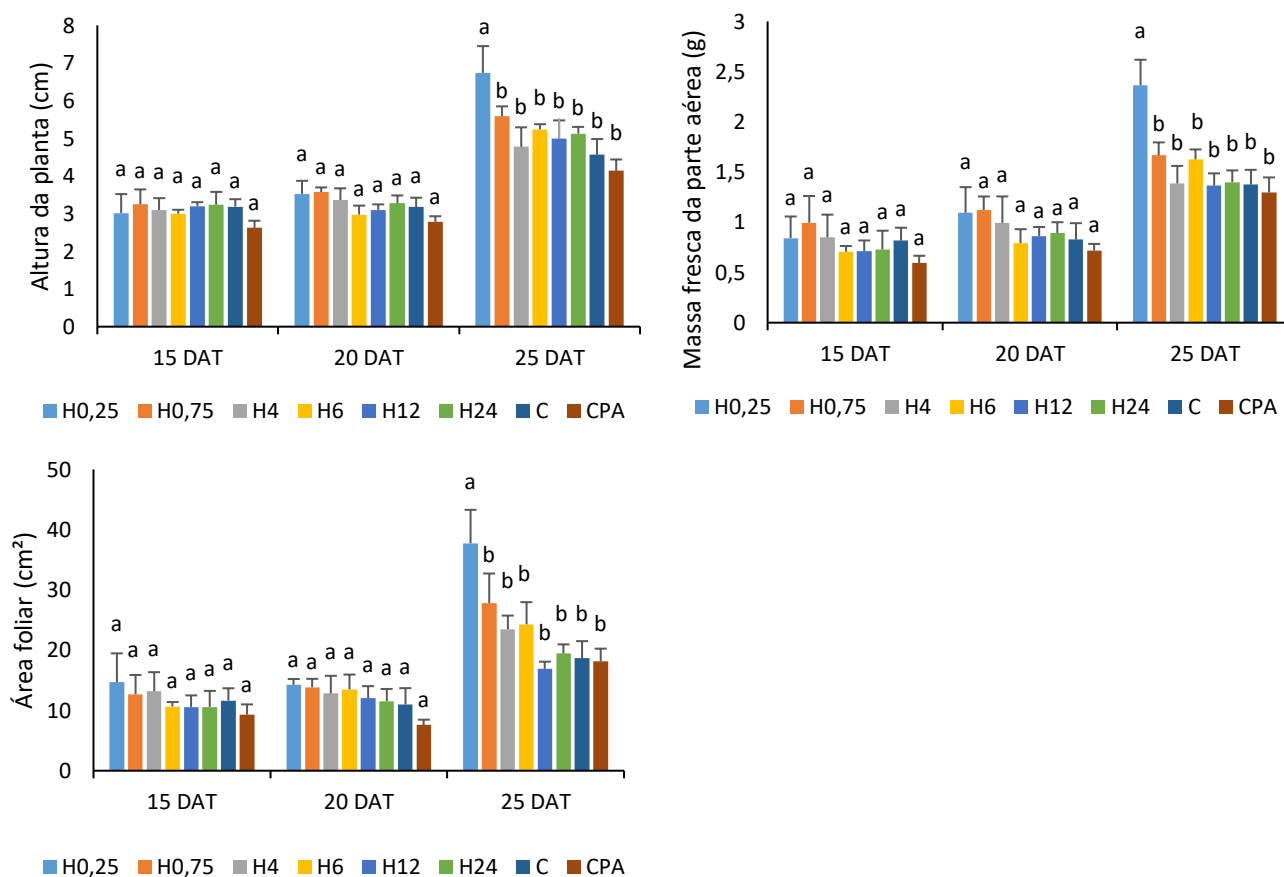 Altura da planta (cm)
8
7
6
5
4
3
2
1
0
a a a a a a a a
a a a a a a a a
a b b b b b b b
15 DAT 20 DAT 25 DAT
H0,25 H0,75 H4 H6 H12 H24 C CPA
Massa fresca da parte aérea (g)
3
2,5
2
1,5
1
0,5
0
a a a a a a a a
a a a a a a a a
a b b b b b b b
15 DAT 20 DAT 25 DAT
H0,25 H0,75 H4 H6 H12 H24 C CPA
Área foliar (cm²)
50
40
30
20
10
0
a a a a a a a a
a a a a a a a a
a b b b b b b b
15 DAT 20 DAT 25 DAT
H0,25 H0,75 H4 H6 H12 H24 C CPA